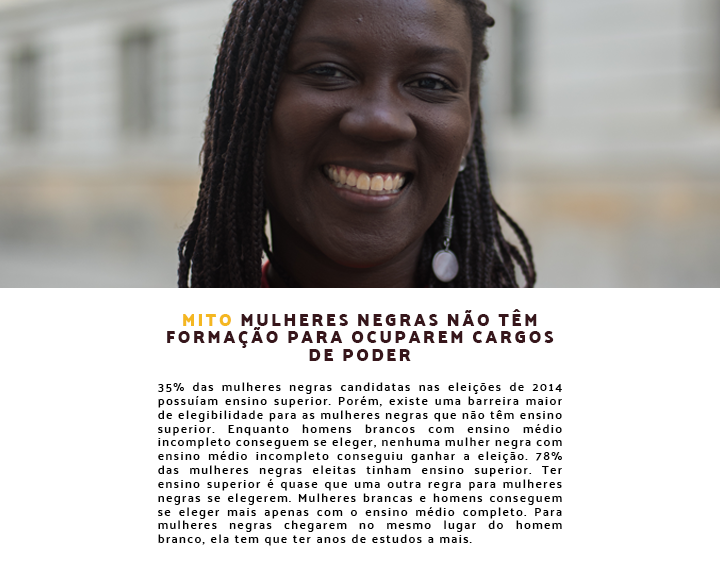 MITO MULHERES NEGRAS NÃO TÊM
FORMAÇÃO PARA OCUPAREM CARGOS
DE PODER
35% das mulheres negras candidatas nas eleições de 2014
possuíam ensino superior. Porém, existe uma barreira maior
de elegibilidade para as mulheres negras que não têm ensino
superior. Enquanto homens brancos com ensino médio
incompleto conseguem se eleger, nenhuma mulher negra com
ensino médio incompleto conseguiu ganhar a eleição. 78%
das mulheres negras eleitas tinham ensino superior. Ter
ensino superior é quase que uma outra regra para mulheres
negras se elegerem. Mulheres brancas e homens conseguem
se eleger mais apenas com o ensino médio completo. Para
mulheres negras chegarem no mesmo lugar do homem
branco, ela tem que ter anos de estudos a mais.